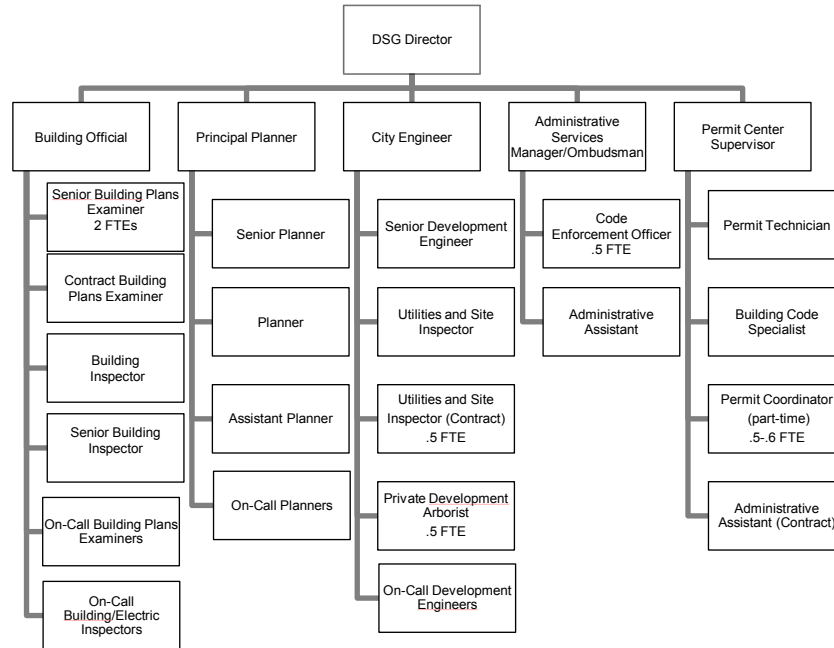 DSG Director
Building Official
Principal Planner
City Engineer
Administrative
Services
Manager/Ombudsman
Permit Center
Supervisor
Senior Building Plans
Examiner
2 FTEs
Contract Building
Plans Examiner
Building
Inspector
Senior Building
Inspector
On-Call Building Plans
Examiners
On-Call
Building/Electric
Inspectors
Senior Planner
Planner
Assistant Planner
On-Call Planners
Senior Development
Engineer
Utilities and Site
Inspector
Utilities and Site
Inspector (Contract)
.5 FTE
Private Development
Arborist
.5 FTE
On-Call Development
Engineers
Code
Enforcement Officer
.5 FTE
Administrative
Assistant
Permit Technician
Building Code
Specialist
Permit Coordinator
(part-time)
.5-.6 FTE
Administrative
Assistant (Contract)